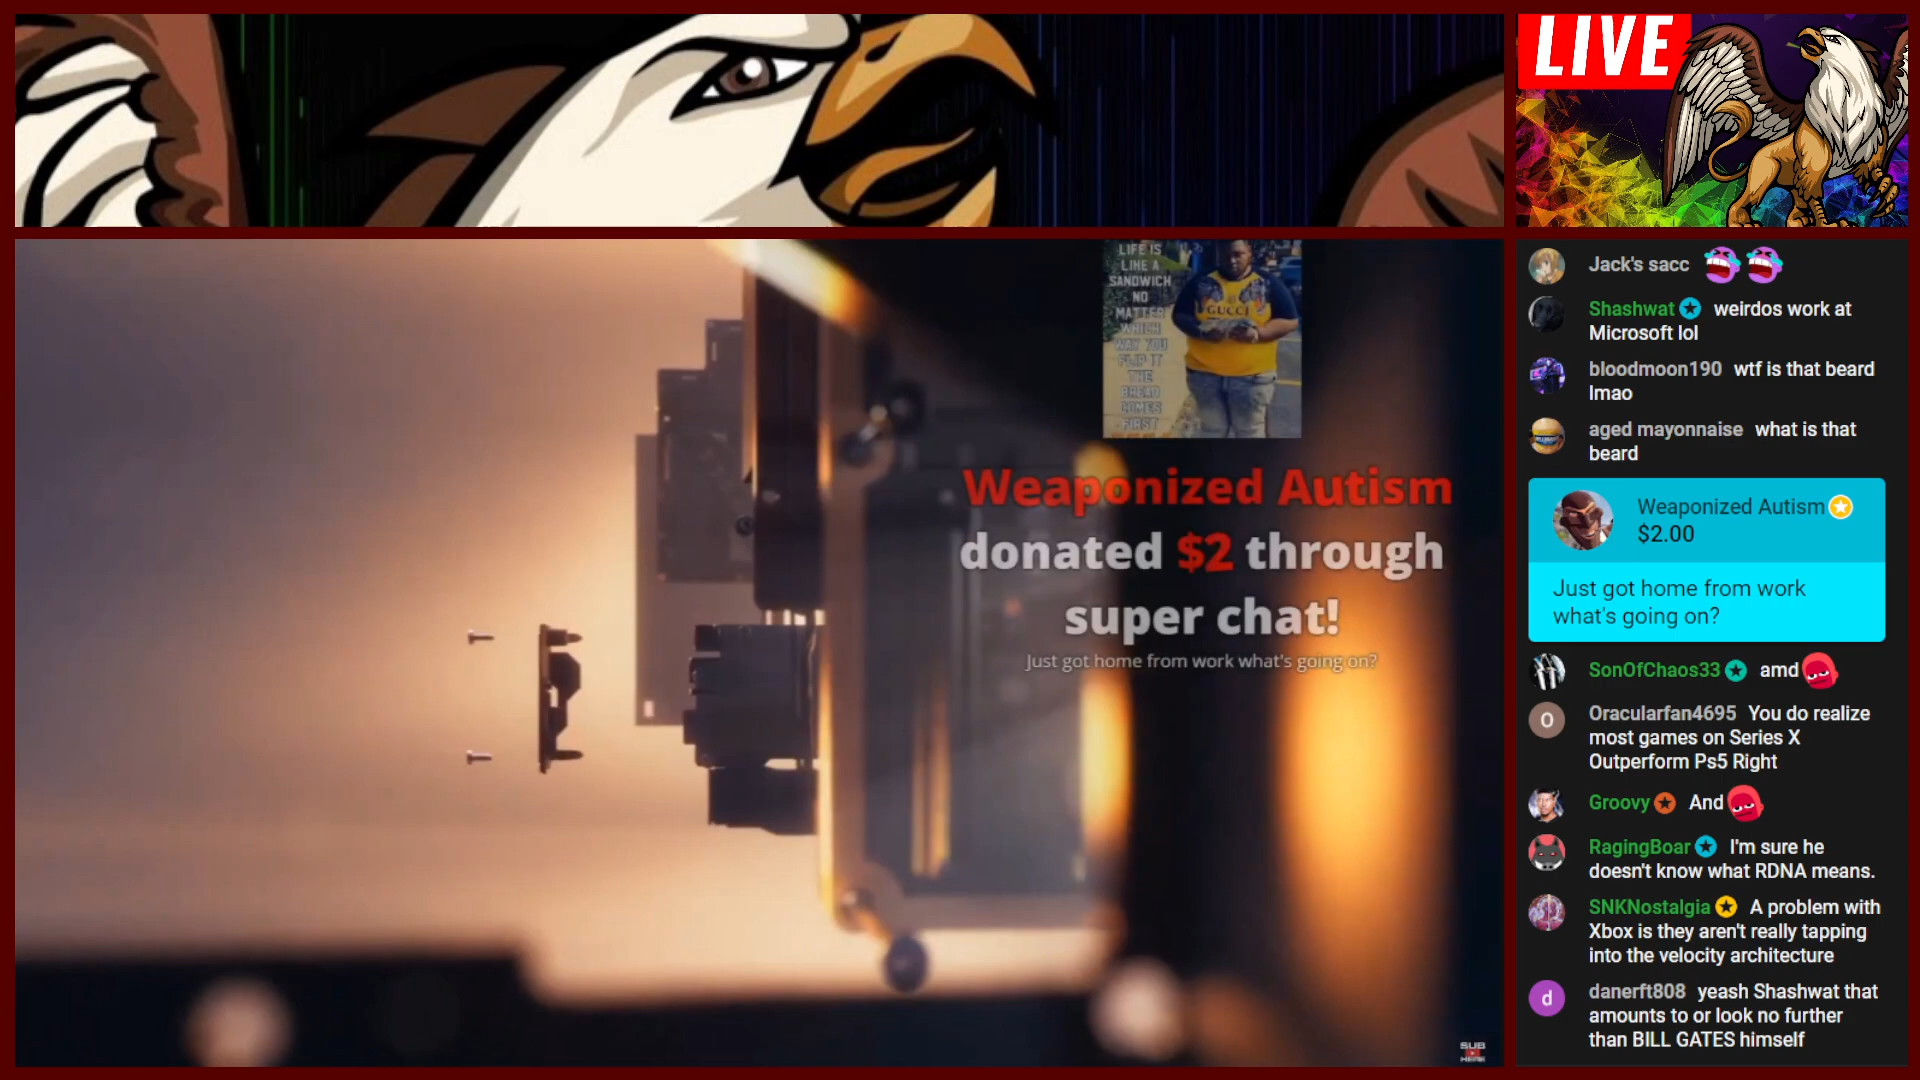 LIVE
LIFE IS
LIKE A
SANDWICH
NO
MATTER
WHICH
WAY YOU
FLIP IT
THE
BREAD
COMES
FIRST
GUCCI
Weaponized Autism
donated $2 through
super chat!
Just got home from work what's going on?
SUB
HERE
Jack's sacc
Shashwat weirdos work at
Microsoft lol
bloodmoon190 wtf is that beard
lmao
aged mayonnaise what is that
beard
Weaponized Autism
$2.00
Just got home from work
what's going on?
SonOfChaos33 amd
O
Oracularfan4695 You do realize
most games on Series X
Outperform Ps5 Right
Groovy And
RagingBoar I'm sure he
doesn't know what RDNA means.
SNKNostalgia A problem with
Xbox is they aren't really tapping
into the velocity architecture
d
danerft808 yeash Shashwat that
amounts to or look no further
than BILL GATES himself